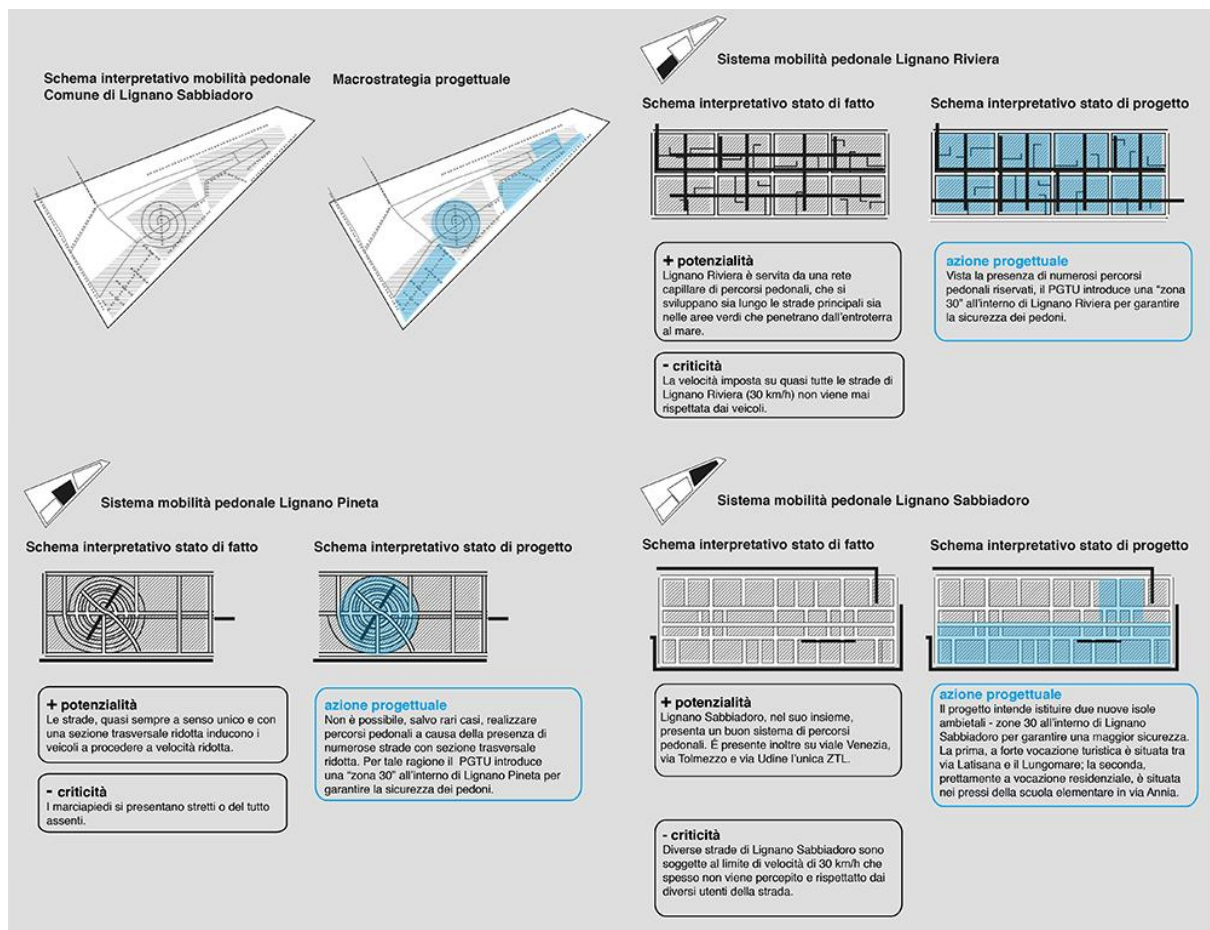 Schema interpretativo mobilità pedonale
Comune di Lignano Sabbiadoro
Macrostrategia progettuale
Sistema mobilità pedonale Lignano Riviera
Schema interpretativo stato di fatto
Schema interpretativo stato di progetto
+ potenzialità
Lignano Riviera è servita da una rete
capillare di percorsi pedonali, che si
sviluppano sia lungo le strade principali sia
nelle aree verdi che penetrano dall'entroterra
al mare.
azione progettuale
Vista la presenza di numerosi percorsi
pedonali riservati, il PGTU introduce una "zona
30" all'interno di Lignano Riviera per garantire
la sicurezza dei pedoni.
- criticità
La velocità imposta su quasi tutte le strade di
Lignano Riviera (30 km/h) non viene mai
rispettata dai veicoli.
Sistema mobilità pedonale Lignano Pineta
Schema interpretativo stato di fatto
Schema interpretativo stato di progetto
+ potenzialità
Le strade, quasi sempre a senso unico e con
una sezione trasversale ridotta inducono i
veicoli a procedere a velocità ridotta.
- criticità
I marciapiedi si presentano stretti o del tutto
assenti.
azione progettuale
Non è possibile, salvo rari casi, realizzare
percorsi pedonali a causa della presenza di
numerose strade con sezione trasversale
ridotta. Per tale ragione il PGTU introduce
una "zona 30" all'interno di Lignano Pineta per
garantire la sicurezza dei pedoni.
Sistema mobilità pedonale Lignano Sabbiadoro
Schema interpretativo stato di fatto
Schema interpretativo stato di progetto
+ potenzialità
Lignano Sabbiadoro, nel suo insieme,
presenta un buon sistema di percorsi
pedonali. É presente inoltre su viale Venezia,
via Tolmezzo e via Udine l'unica ZTL.
azione progettuale
Il progetto intende istituire due nuove isole
ambietali - zone 30 all'interno di Lignano
Sabbiadoro per garantire una maggior sicurezza.
La prima, a forte vocazione turistica è situata tra
via Latisana e il Lungomare; la seconda,
prettamente a vocazione residenziale, è situata
nei pressi della scuola elementare in via Annia.
- criticità
Diverse strade di Lignano Sabbiadoro sono
soggette al limite di velocità di 30 km/h che
spesso non viene percepito e rispettatto dai
diversi utenti della strada.